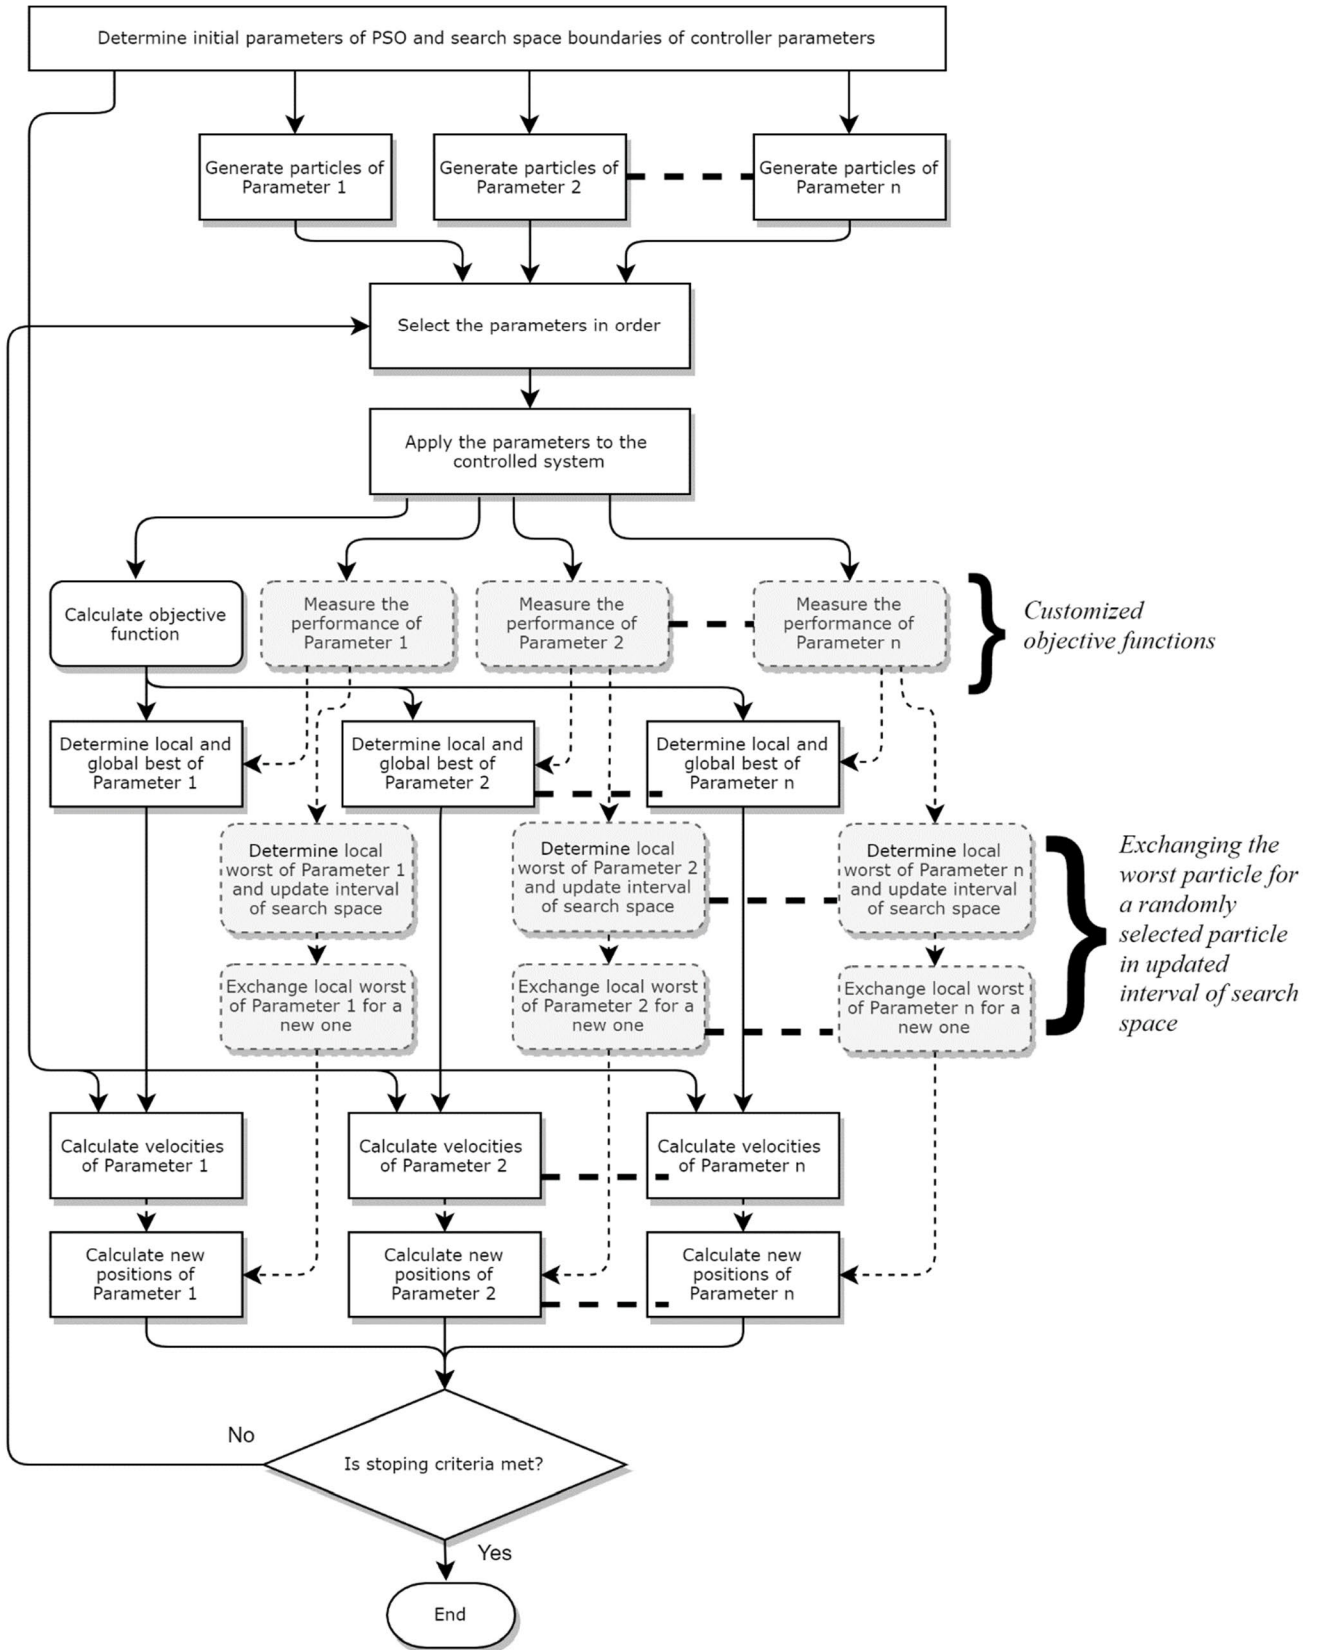 Determine initial parameters of PSO and search space boundaries of controller parameters
Generate particles of
Parameter 1
Generate particles of
Parameter 2
Generate particles of
Parameter n
Select the parameters in order
Apply the parameters to the
controlled system
Calculate objective
function
Measure the
performance of
Parameter 1
Measure the
performance of
Parameter 2
Measure the
performance of
Parameter n
Customized
objective functions
Determine local and
global best of
Parameter 1
Determine local and
global best of
Parameter 2
Determine local and
global best of
Parameter n
Determine local
worst of Parameter 1
and update interval
of search space
Determine local
worst of Parameter 2
and update interval
of search space
Determine local
worst of Parameter n
and update interval
of search space
Exchanging the
worst particle for
a randomly
selected particle
in updated
interval of search
space
Exchange local worst
of Parameter 1 for a
new one
Exchange local worst
of Parameter 2 for a
new one
Exchange local worst
of Parameter n for a
new one
Calculate velocities
of Parameter 1
Calculate velocities
of Parameter 2
Calculate velocities
of Parameter n
Calculate new
positions of
Parameter 1
Calculate new
positions of
Parameter 2
Calculate new
positions of
Parameter n
No
Is stoping criteria met?
Yes
End